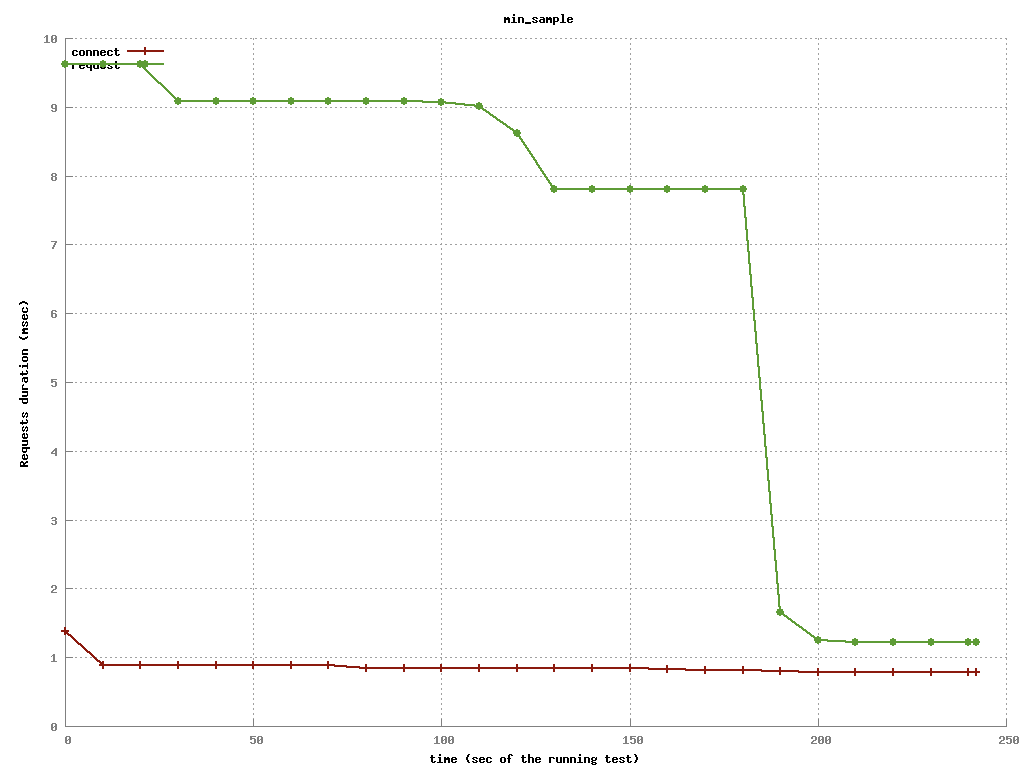 min_sample
connect
request
10
9
8
7
6
5
4
3
2
1
0
Requests duration (msec)
0 50 100 150 200 250
time (sec of the running test)